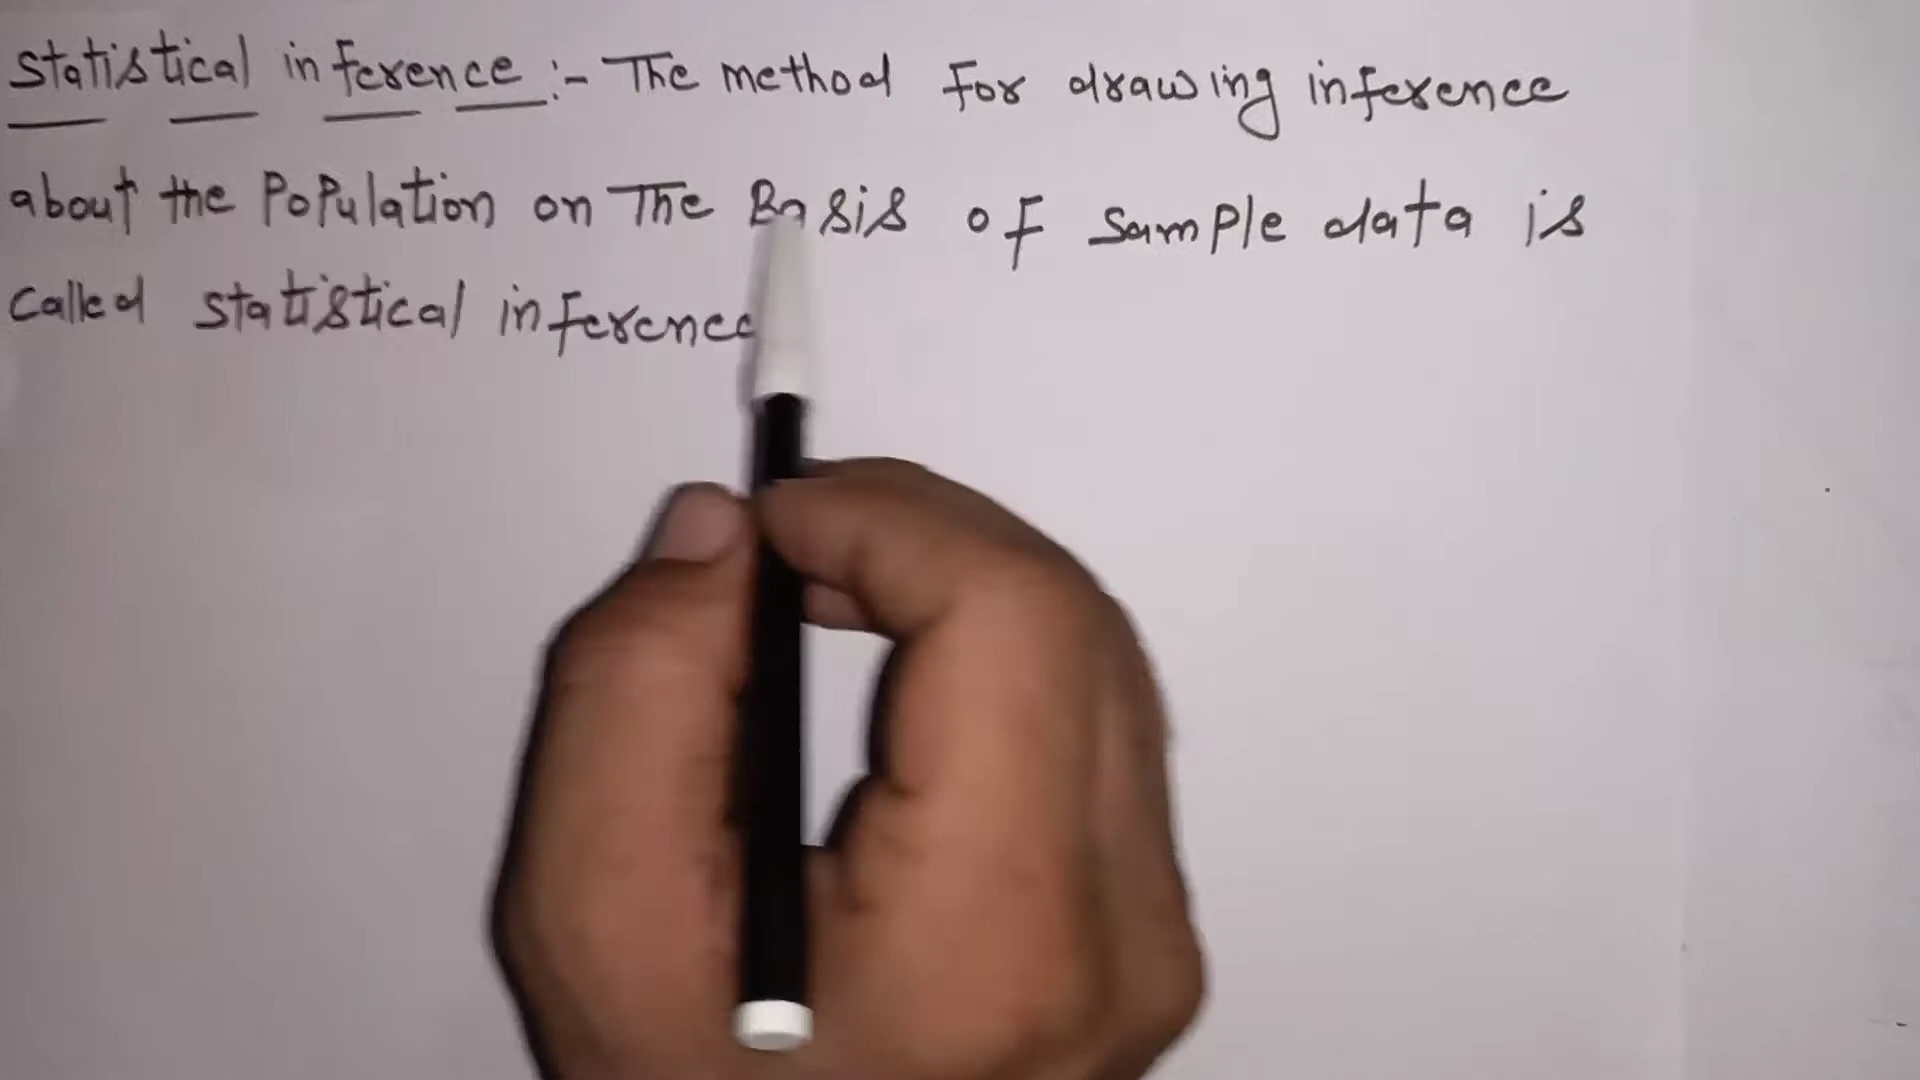 Statistical inference :- The method For drawing inference
about the Population on The Basis of Sample data is
Called Statistical inference